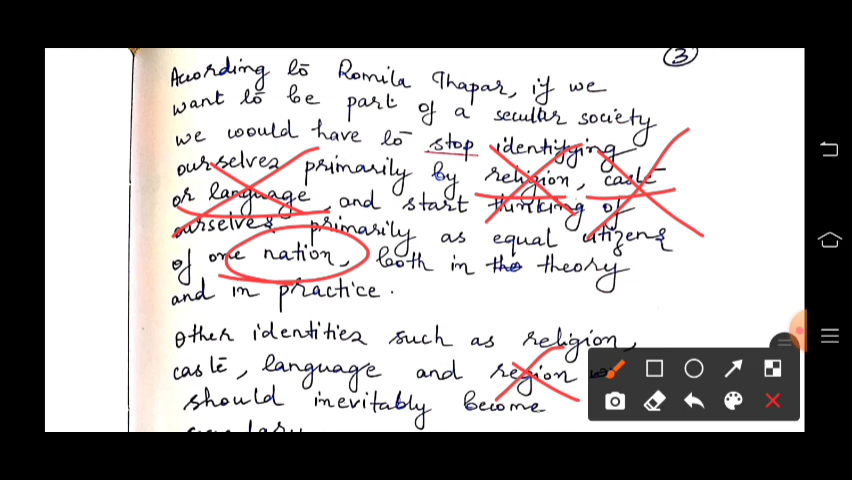 3
According to Romila Thapar, if we
want to be part of a secular society
we would have to stop identifying
ourselves primarily by religion, caste
or language, and start thinking of
ourselves primarily as equal citizens
of one nation, both in the theory
and in practice.
Other identities such as religion,
caste, language and region
should inevitably become